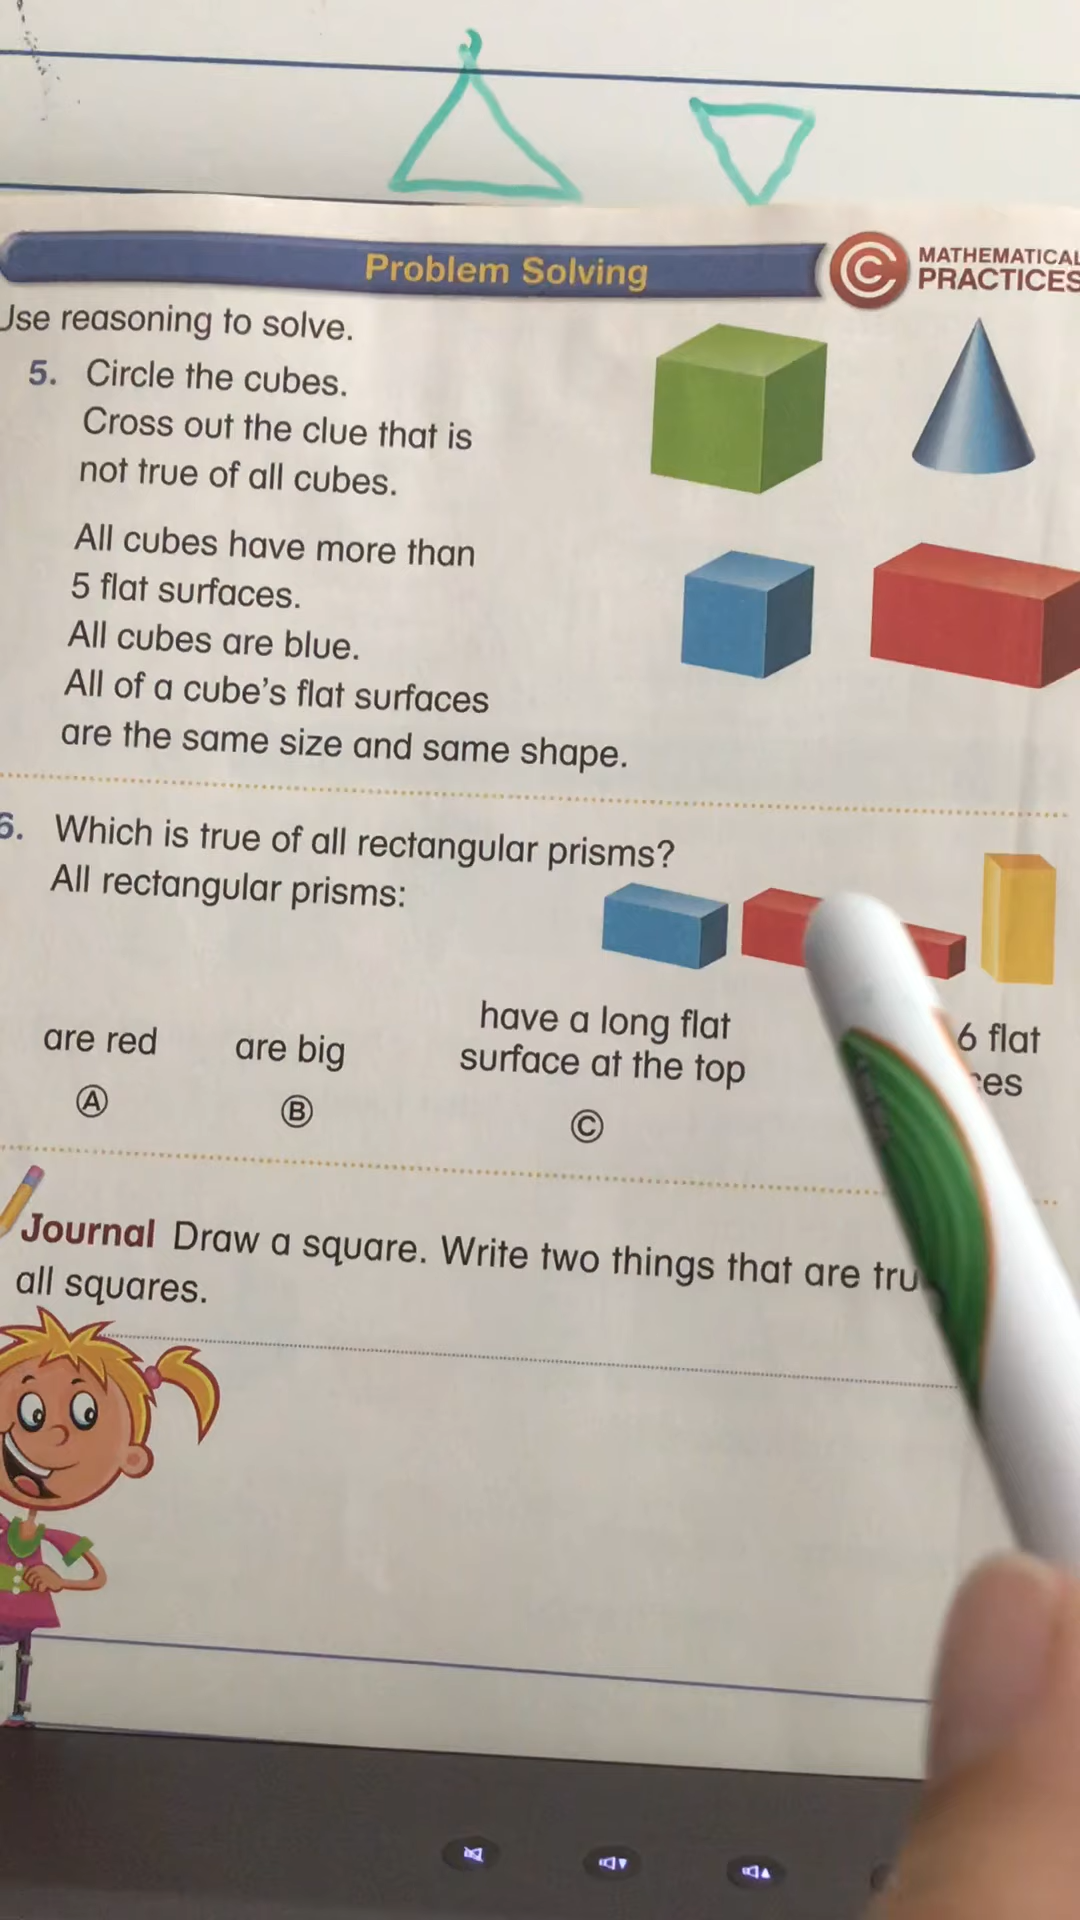 Problem Solving
MATHEMATICAL
PRACTICES
Use reasoning to solve.
5. Circle the cubes.
Cross out the clue that is
not true of all cubes.
All cubes have more than
5 flat surfaces.
All cubes are blue.
All of a cube's flat surfaces
are the same size and same shape.
6. Which is true of all rectangular prisms?
All rectangular prisms:
are red
are big
have a long flat
surface at the top
6 flat
A
B
C
Journal Draw a square. Write two things that are
all squares.